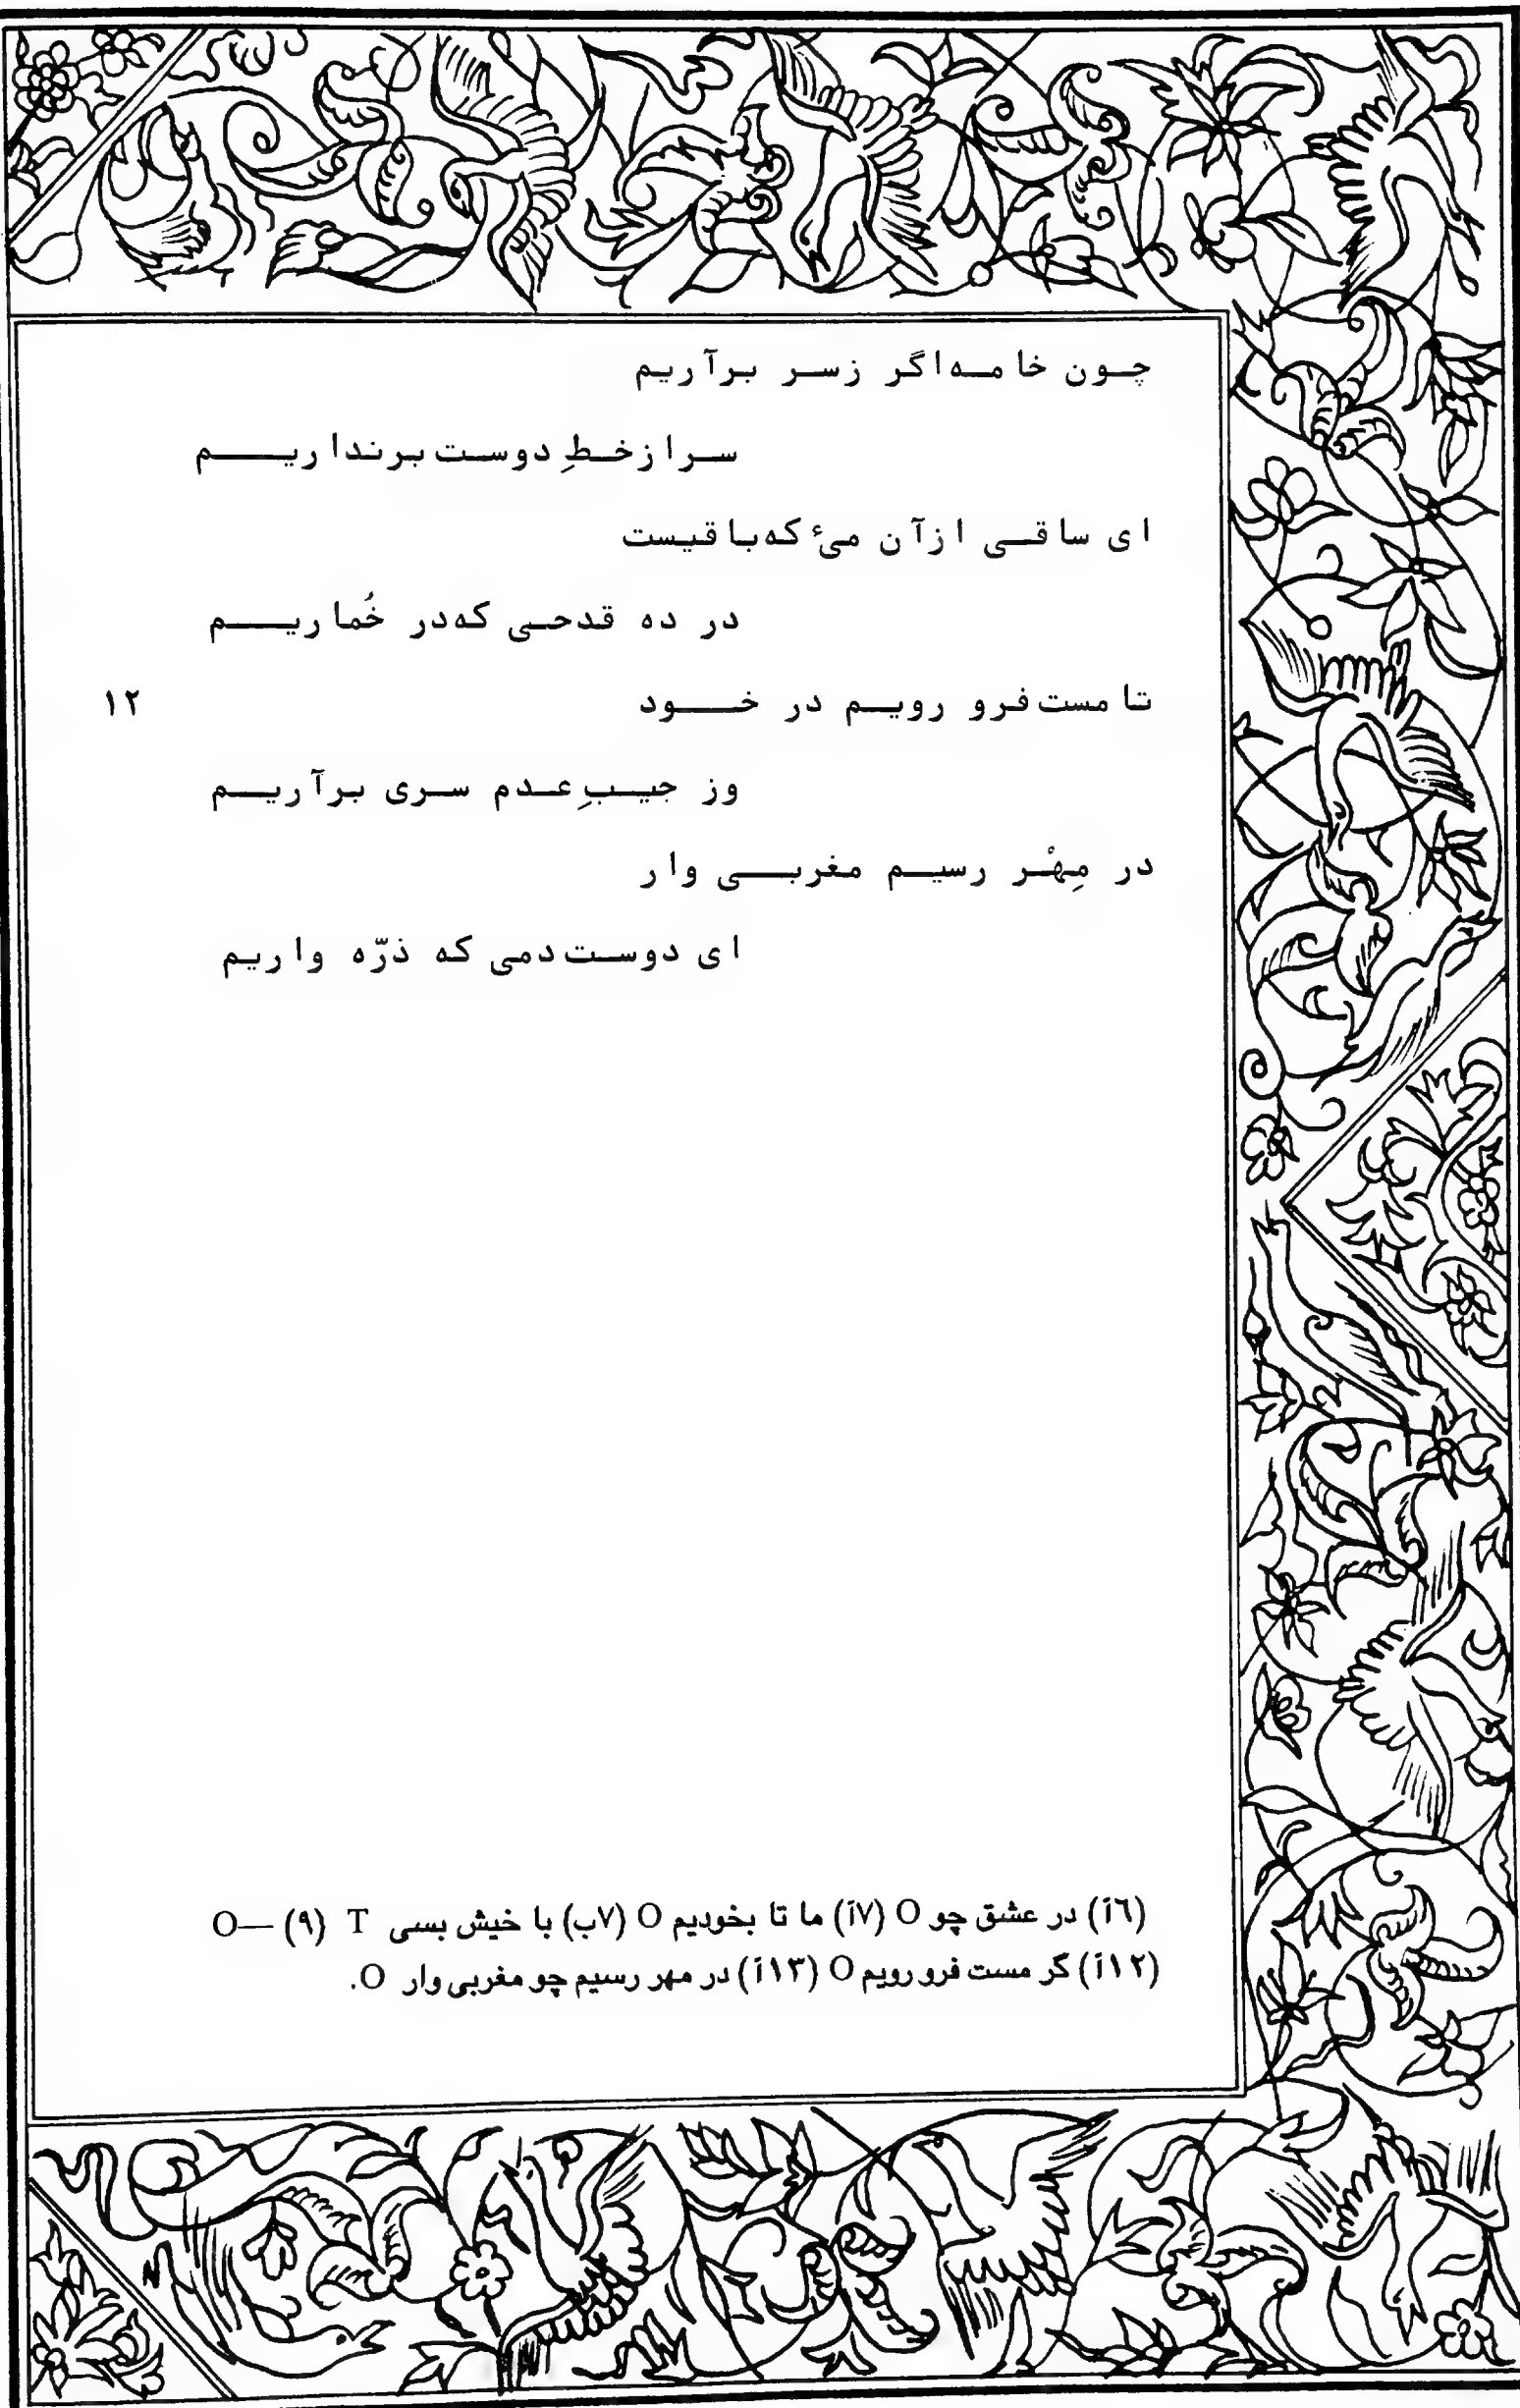 چون خامه اگر زسر برآریم
سر از خطِ دوست برنداریم
ای ساقی ازآن میٔ که باقیست
در ده قدحی که در خُماریم
تا مست فرو رویم در خود ۱۲
وز جیبِ عدم سری برآریم
در مِهْر رسیم مغربی وار
ای دوست دمی که ذرّه واریم
(۶آ) در عشق چو O (۷آ) ما تا بخودیم O (۷ب) با خیش بسی T (۹) —O
(۱۲آ) گر مست فرو رویم O (۱۳آ) در مهر رسیم چو مغربی وار O.